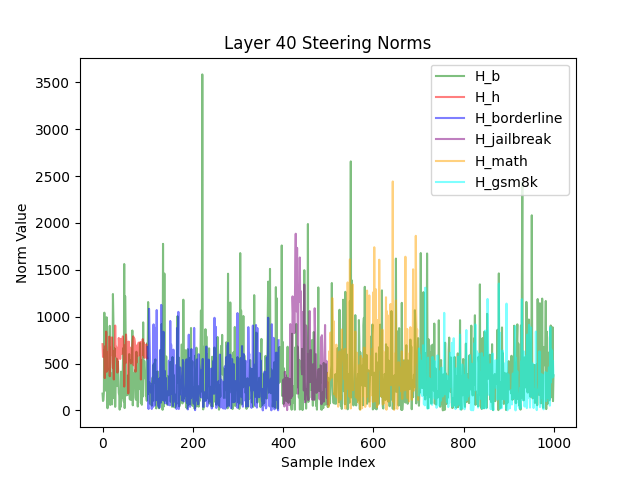 Layer 40 Steering Norms
H_b
H_h
H_borderline
H_jailbreak
H_math
H_gsm8k
3500
3000
2500
2000
1500
1000
500
0
Norm Value
0
200
400
600
800
1000
Sample Index